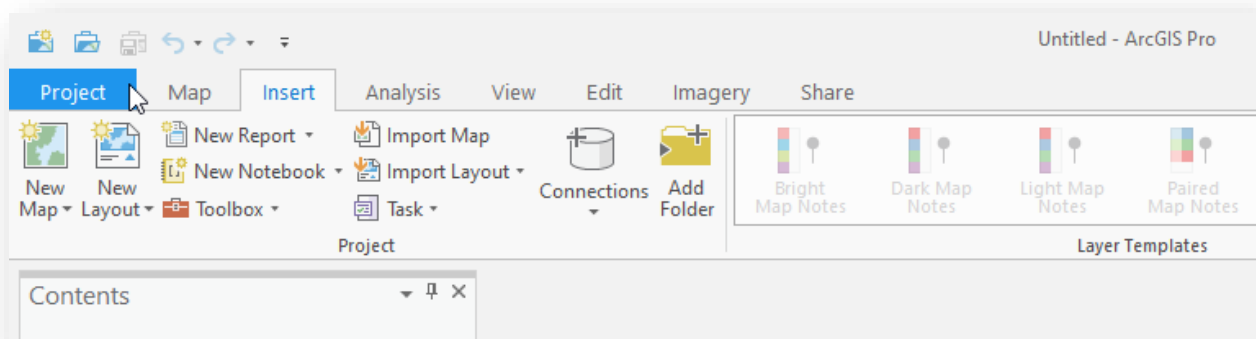 Untitled - ArcGIS Pro
Project Map Insert Analysis View Edit Imagery Share
New Map
New Layout
New Report
New Notebook
Toolbox
Import Map
Import Layout
Task
Connections
Add Folder
Bright Map Notes
Dark Map Notes
Light Map Notes
Paired Map Notes
Project
Layer Templates
Contents